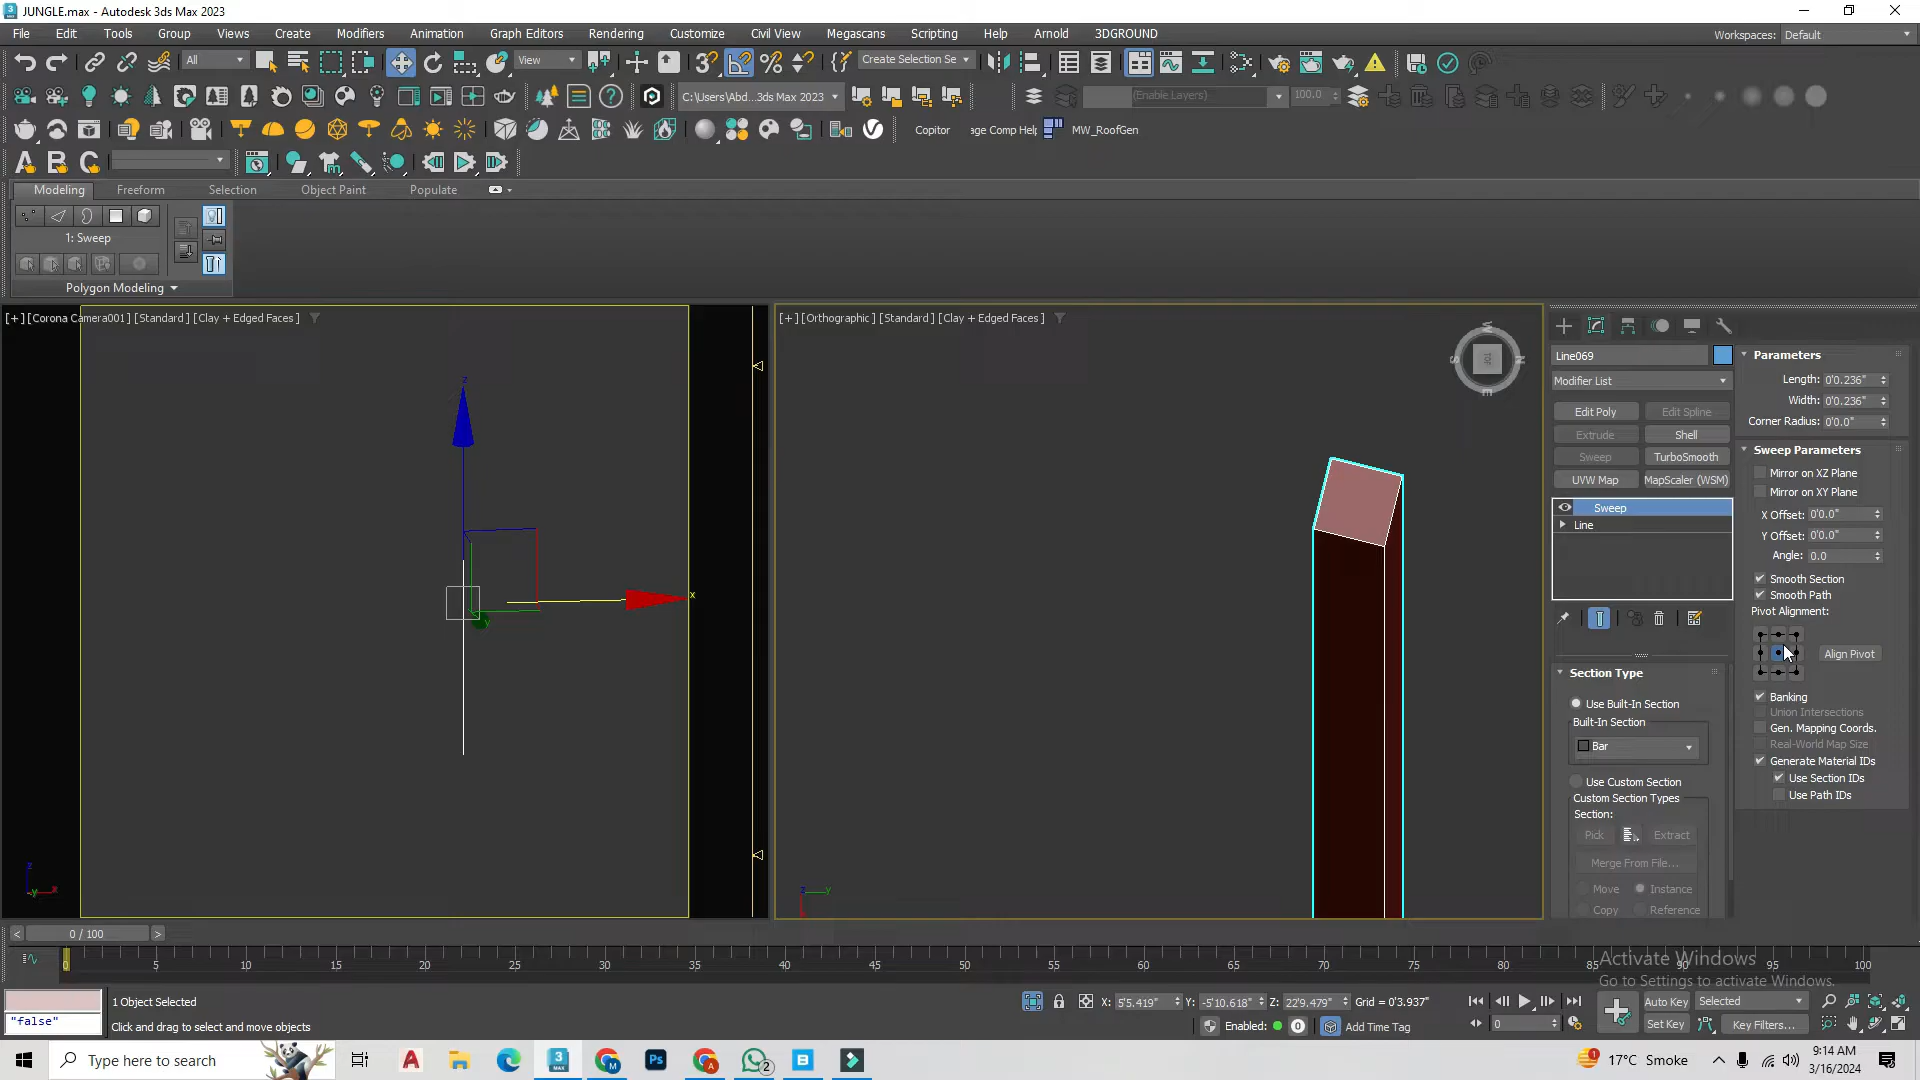 JUNGLE.max - Autodesk 3ds Max 2023
File Edit Tools Group Views Create Modifiers Animation Graph Editors Rendering Customize Civil View Megascans Scripting Help Arnold 3DGROUND
Workspaces: Default
All View Create Selection Se
C:\Users\Abd...3ds Max 2023 (Enable Layers) 100.0
Copitor age Comp Help MW_RoofGen
A B C
Modeling Freeform Selection Object Paint Populate
1: Sweep
Polygon Modeling
[+] [Corona Camera001] [Standard] [Clay + Edged Faces]
[+] [Orthographic] [Standard] [Clay + Edged Faces]
z
x
y
Line069
Modifier List
Edit Poly Edit Spline
Extrude Shell
Sweep TurboSmooth
UVW Map MapScaler (WSM)
Sweep
Line
Section Type
Use Built-In Section
Built-In Section
Bar
Use Custom Section
Custom Section Types
Section:
Pick Extract
Merge From File...
Move Instance
Copy Reference
Parameters
Length: 0'0.236"
Width: 0'0.236"
Corner Radius: 0'0.0"
Sweep Parameters
Mirror on XZ Plane
Mirror on XY Plane
X Offset: 0'0.0"
Y Offset: 0'0.0"
Angle: 0.0
Smooth Section
Smooth Path
Pivot Alignment:
Align Pivot
Banking
Union Intersections
Gen. Mapping Coords.
Real-World Map Size
Generate Material IDs
Use Section IDs
Use Path IDs
0 / 100
0 5 10 15 20 25 30 35 40 45 50 55 60 65 70 75 80 85 90 95 100
Activate Windows
Go to Settings to activate Windows.
"false"
1 Object Selected
Click and drag to select and move objects
X: 5'5.419" Y: -5'10.618" Z: 22'9.479" Grid = 0'3.937"
Enabled: 0 Add Time Tag
0
Auto Key Selected
Set Key Key Filters...
Type here to search
2
1
17°C Smoke
9:14 AM
3/16/2024